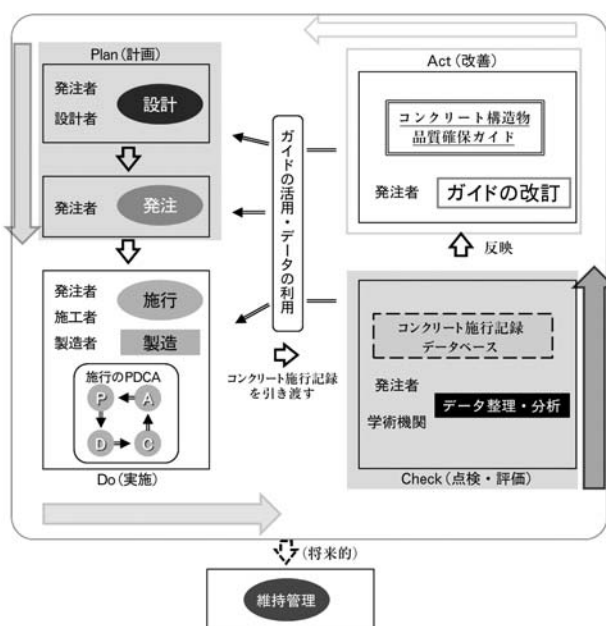 Plan（計画）
発注者
設計者
設計
発注者
発注
発注者
施工者
製造者
施行
製造
施行のPDCA
P
A
D
C
Do（実施）
ガイドの活用・データの利用
コンクリート施行記録
を引き渡す
Act（改善）
コンクリート構造物
品質確保ガイド
発注者
ガイドの改訂
反映
コンクリート施行記録
データベース
発注者
学術機関
データ整理・分析
Check（点検・評価）
（将来的）
維持管理